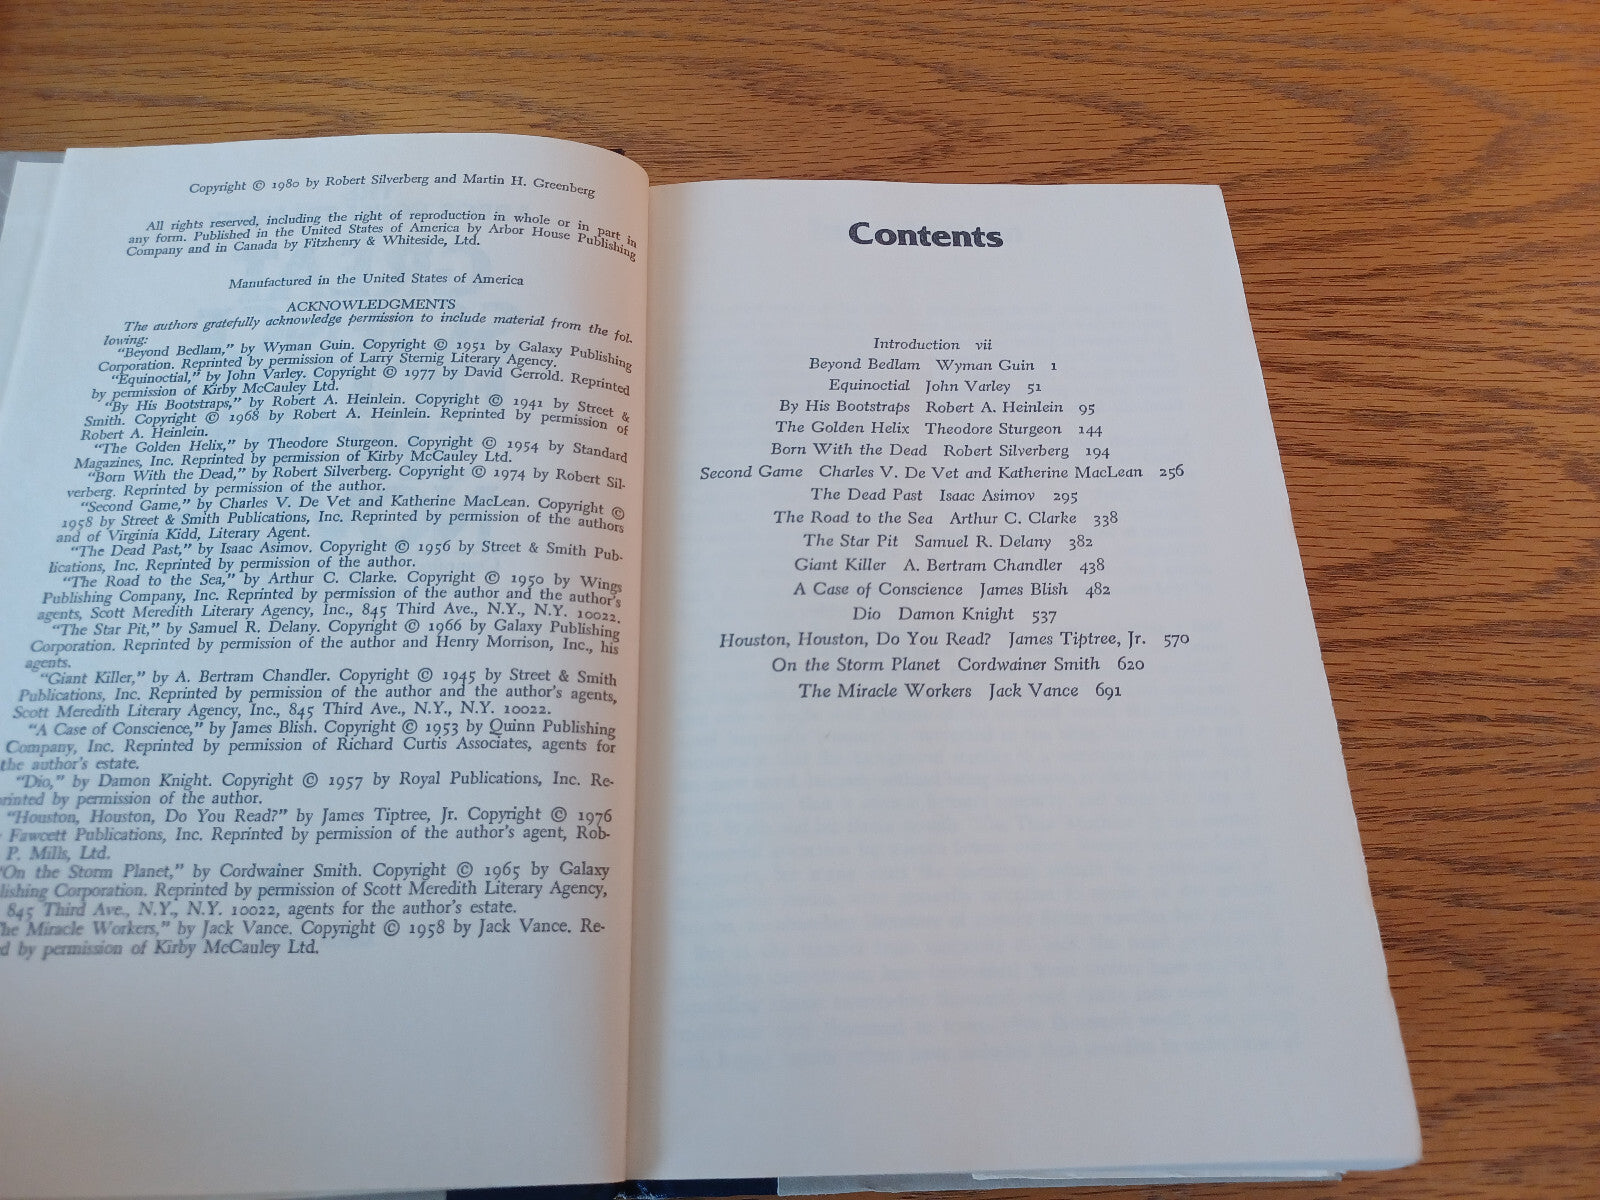 Copyright © 1980 by Robert Silverberg and Martin H. Greenberg
All rights reserved, including the right of reproduction in whole or in part in
any form. Published in the United States of America by Arbor House Publishing
Company and in Canada by Fitzhenry & Whiteside, Ltd.
Manufactured in the United States of America
ACKNOWLEDGMENTS
The authors gratefully acknowledge permission to include material from the fol-
lowing:
"Beyond Bedlam," by Wyman Guin. Copyright © 1951 by Galaxy Publishing
Corporation. Reprinted by permission of Larry Sternig Literary Agency.
"Equinoctial," by John Varley. Copyright © 1977 by David Gerrold. Reprinted
by permission of Kirby McCauley Ltd.
"By His Bootstraps," by Robert A. Heinlein. Copyright © 1941 by Street &
Smith. Copyright © 1968 by Robert A. Heinlein. Reprinted by permission of
Robert A. Heinlein.
"The Golden Helix," by Theodore Sturgeon. Copyright © 1954 by Standard
Magazines, Inc. Reprinted by permission of Kirby McCauley Ltd.
"Born With the Dead," by Robert Silverberg. Copyright © 1974 by Robert Sil-
verberg. Reprinted by permission of the author.
"Second Game," by Charles V. De Vet and Katherine MacLean. Copyright ©
1958 by Street & Smith Publications, Inc. Reprinted by permission of the authors
and of Virginia Kidd, Literary Agent.
"The Dead Past," by Isaac Asimov. Copyright © 1956 by Street & Smith Pub-
lications, Inc. Reprinted by permission of the author.
"The Road to the Sea," by Arthur C. Clarke. Copyright © 1950 by Wings
Publishing Company, Inc. Reprinted by permission of the author and the author's
agents, Scott Meredith Literary Agency, Inc., 845 Third Ave., N.Y., N.Y. 10022.
"The Star Pit," by Samuel R. Delany. Copyright © 1966 by Galaxy Publishing
Corporation. Reprinted by permission of the author and Henry Morrison, Inc., his
agents.
"Giant Killer," by A. Bertram Chandler. Copyright © 1945 by Street & Smith
Publications, Inc. Reprinted by permission of the author and the author's agents,
Scott Meredith Literary Agency, Inc., 845 Third Ave., N.Y., N.Y. 10022.
"A Case of Conscience," by James Blish. Copyright © 1953 by Quinn Publishing
Company, Inc. Reprinted by permission of Richard Curtis Associates, agents for
the author's estate.
"Dio," by Damon Knight. Copyright © 1957 by Royal Publications, Inc. Re-
printed by permission of the author.
"Houston, Houston, Do You Read?" by James Tiptree, Jr. Copyright © 1976
Fawcett Publications, Inc. Reprinted by permission of the author's agent, Rob-
P. Mills, Ltd.
"On the Storm Planet," by Cordwainer Smith. Copyright © 1965 by Galaxy
lishing Corporation. Reprinted by permission of Scott Meredith Literary Agency,
845 Third Ave., N.Y., N.Y. 10022, agents for the author's estate.
he Miracle Workers," by Jack Vance. Copyright © 1958 by Jack Vance. Re-
d by permission of Kirby McCauley Ltd.
Contents
Introduction vii
Beyond Bedlam Wyman Guin 1
Equinoctial John Varley 51
By His Bootstraps Robert A. Heinlein 95
The Golden Helix Theodore Sturgeon 144
Born With the Dead Robert Silverberg 194
Second Game Charles V. De Vet and Katherine MacLean 256
The Dead Past Isaac Asimov 295
The Road to the Sea Arthur C. Clarke 338
The Star Pit Samuel R. Delany 382
Giant Killer A. Bertram Chandler 438
A Case of Conscience James Blish 482
Dio Damon Knight 537
Houston, Houston, Do You Read? James Tiptree, Jr. 570
On the Storm Planet Cordwainer Smith 620
The Miracle Workers Jack Vance 691